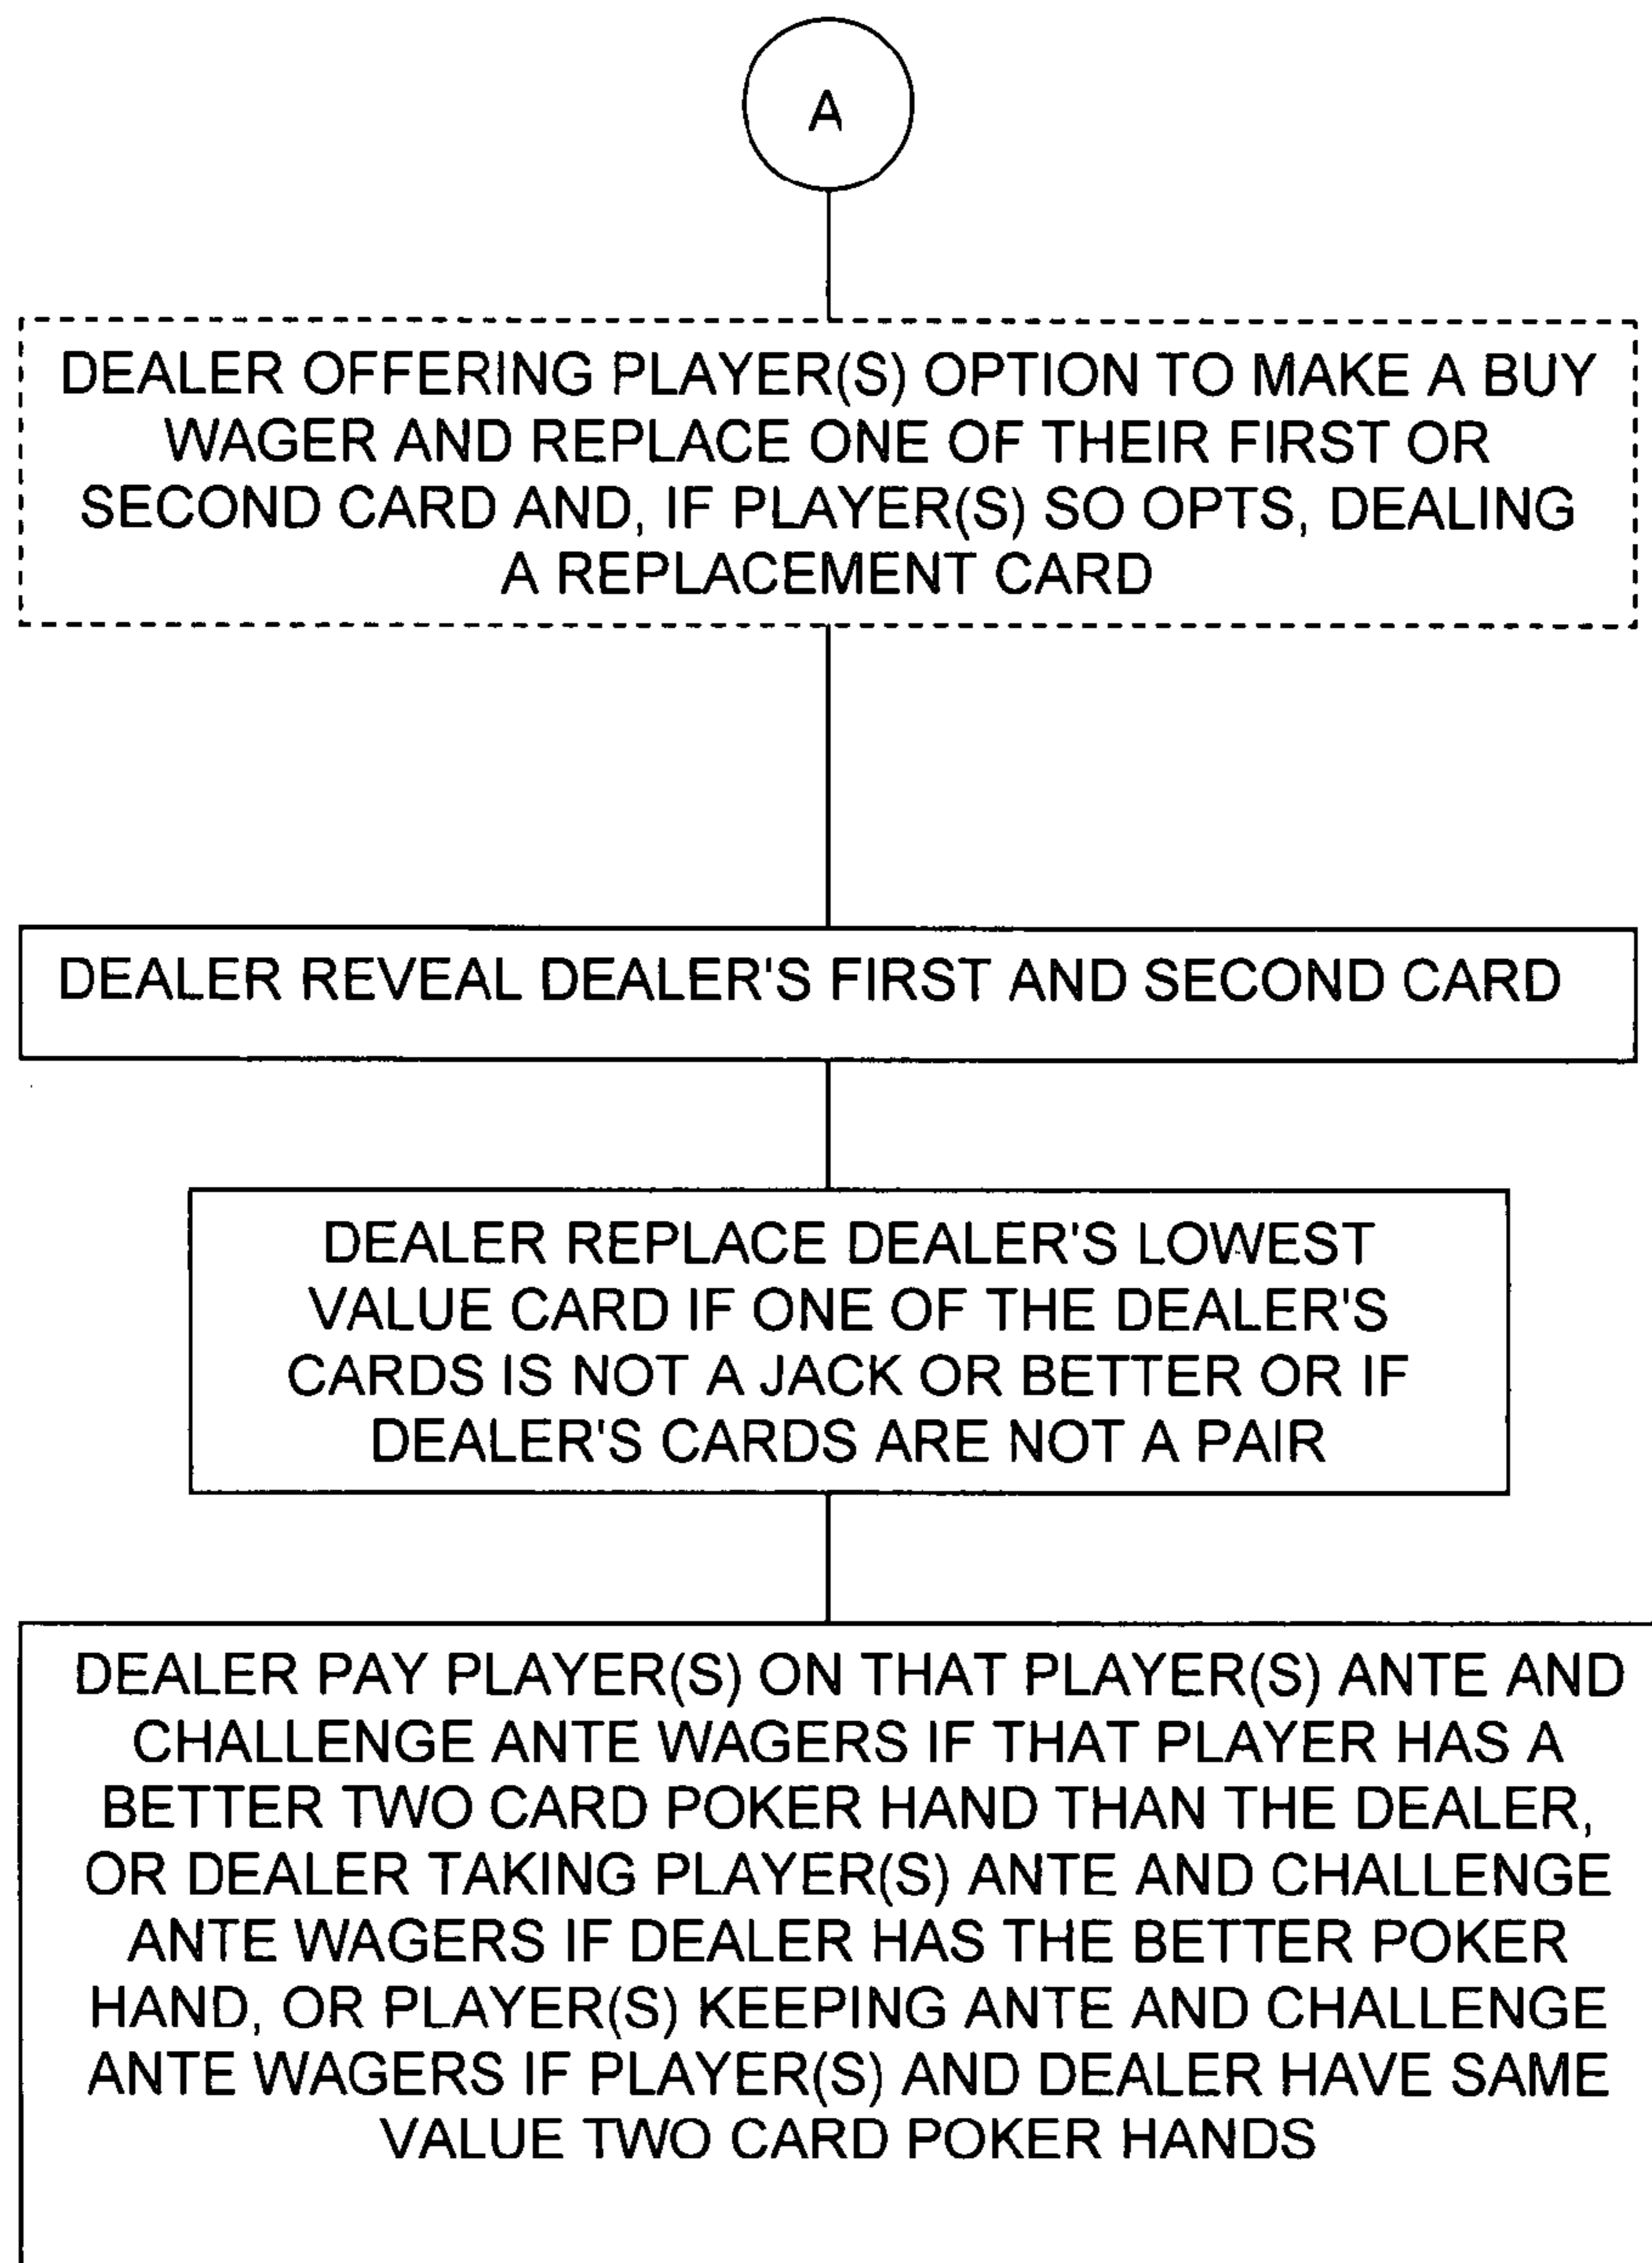 A
DEALER OFFERING PLAYER(S) OPTION TO MAKE A BUY
WAGER AND REPLACE ONE OF THEIR FIRST OR
SECOND CARD AND, IF PLAYER(S) SO OPTS, DEALING
A REPLACEMENT CARD
DEALER REVEAL DEALER'S FIRST AND SECOND CARD
DEALER REPLACE DEALER'S LOWEST
VALUE CARD IF ONE OF THE DEALER'S
CARDS IS NOT A JACK OR BETTER OR IF
DEALER'S CARDS ARE NOT A PAIR
DEALER PAY PLAYER(S) ON THAT PLAYER(S) ANTE AND
CHALLENGE ANTE WAGERS IF THAT PLAYER HAS A
BETTER TWO CARD POKER HAND THAN THE DEALER,
OR DEALER TAKING PLAYER(S) ANTE AND CHALLENGE
ANTE WAGERS IF DEALER HAS THE BETTER POKER
HAND, OR PLAYER(S) KEEPING ANTE AND CHALLENGE
ANTE WAGERS IF PLAYER(S) AND DEALER HAVE SAME
VALUE TWO CARD POKER HANDS